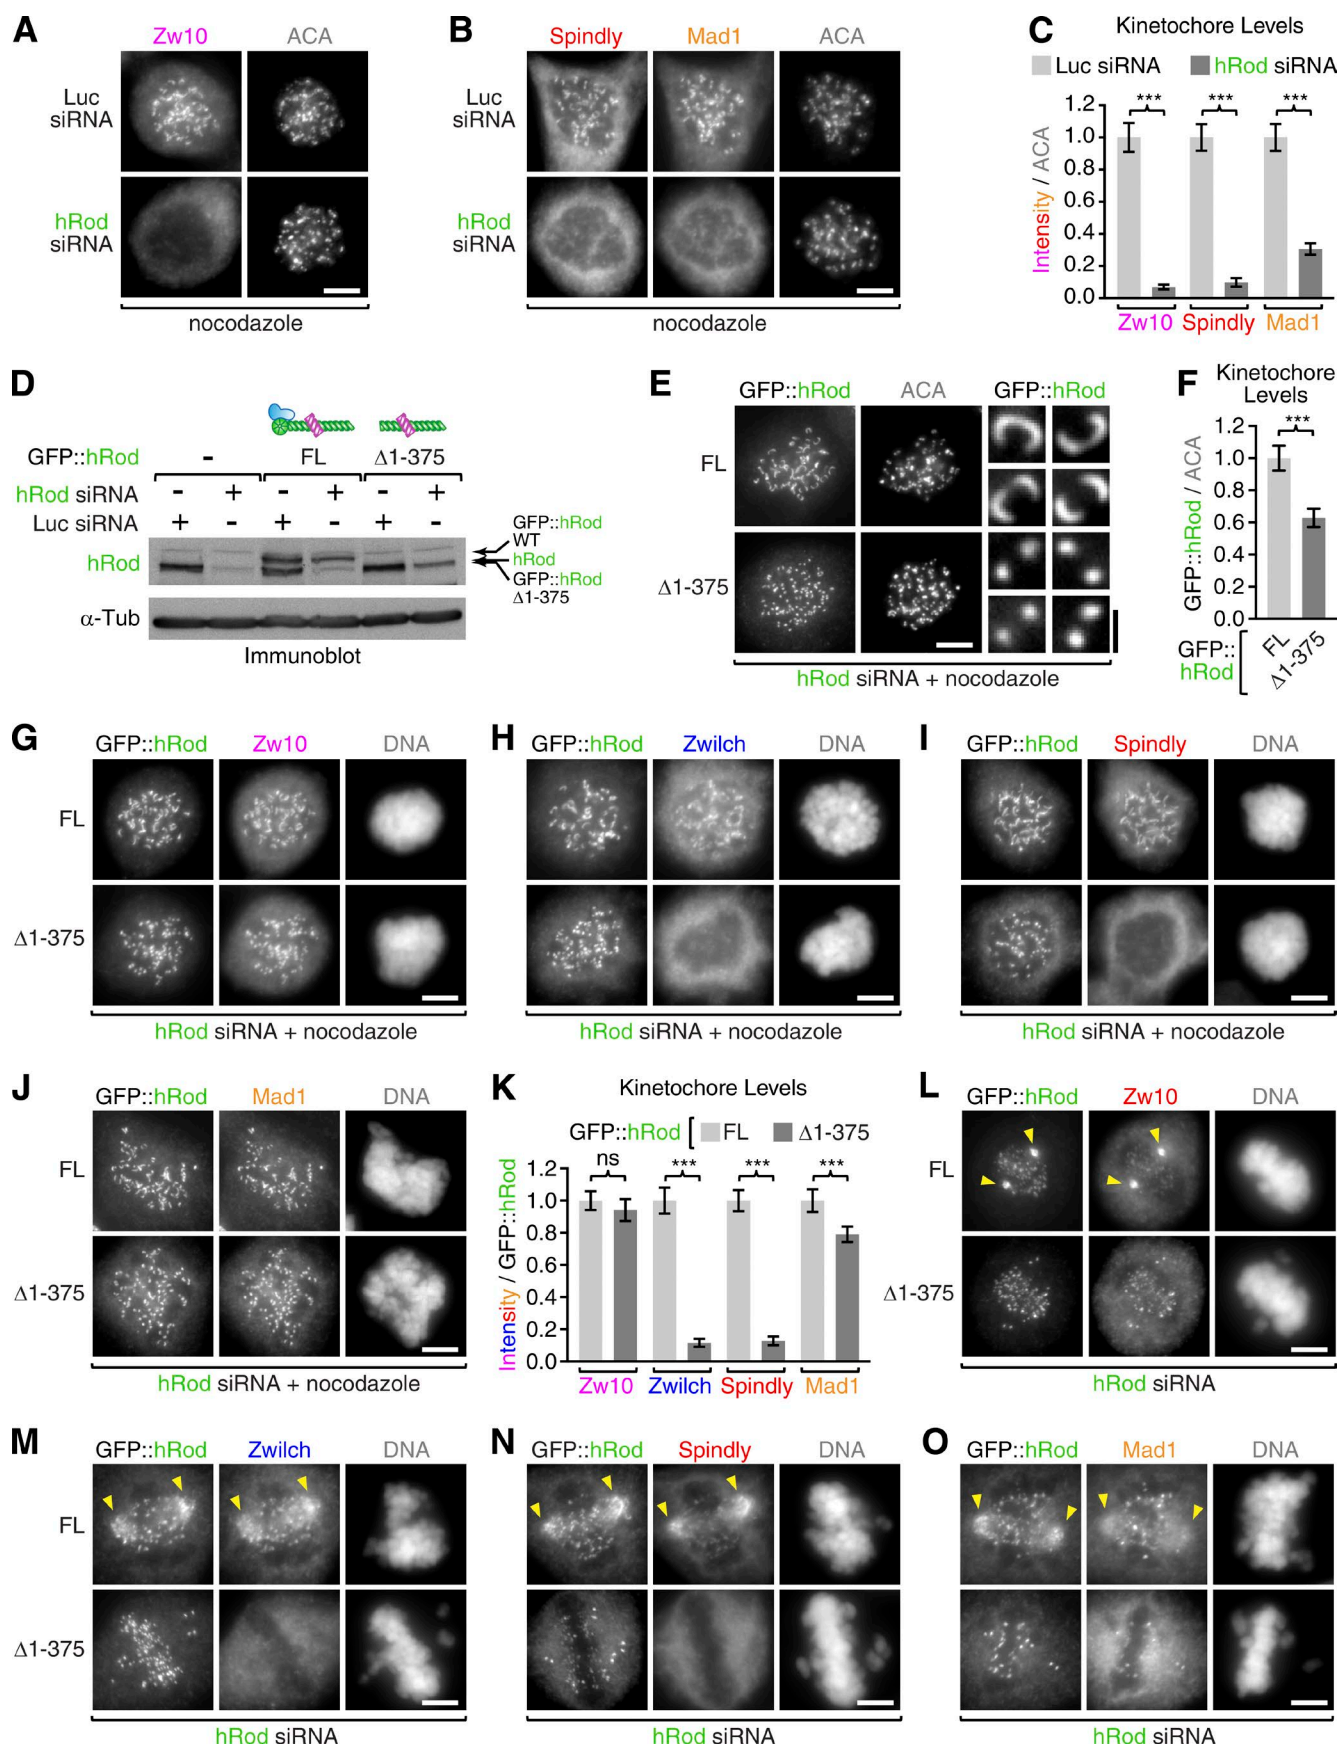 A
Zw10
ACA
Luc
siRNA
hRod
siRNA
nocodazole
B
Spindly
Mad1
ACA
Luc
siRNA
hRod
siRNA
nocodazole
C
Kinetochore Levels
Luc siRNA
hRod siRNA
Intensity / ACA
1.2
1.0
0.8
0.6
0.4
0.2
0.0
***
***
***
Zw10
Spindly
Mad1
D
GFP::hRod
-
FL
Δ1-375
hRod siRNA
- + - + - +
Luc siRNA
+ - + - + -
hRod
GFP::hRod
WT
hRod
GFP::hRod
Δ1-375
α-Tub
Immunoblot
E
GFP::hRod
ACA
GFP::hRod
FL
Δ1-375
hRod siRNA + nocodazole
F
Kinetochore
Levels
GFP::hRod / ACA
1.2
1.0
0.8
0.6
0.4
0.2
0.0
***
GFP::
hRod
FL
Δ1-375
G
GFP::hRod
Zw10
DNA
FL
Δ1-375
hRod siRNA + nocodazole
H
GFP::hRod
Zwilch
DNA
hRod siRNA + nocodazole
I
GFP::hRod
Spindly
DNA
hRod siRNA + nocodazole
J
GFP::hRod
Mad1
DNA
FL
Δ1-375
hRod siRNA + nocodazole
K
Kinetochore Levels
GFP::hRod
FL
Δ1-375
Intensity / GFP::hRod
1.2
1.0
0.8
0.6
0.4
0.2
0.0
ns
***
***
***
Zw10
Zwilch
Spindly
Mad1
L
GFP::hRod
Zw10
DNA
FL
Δ1-375
hRod siRNA
M
GFP::hRod
Zwilch
DNA
FL
Δ1-375
hRod siRNA
N
GFP::hRod
Spindly
DNA
hRod siRNA
O
GFP::hRod
Mad1
DNA
hRod siRNA